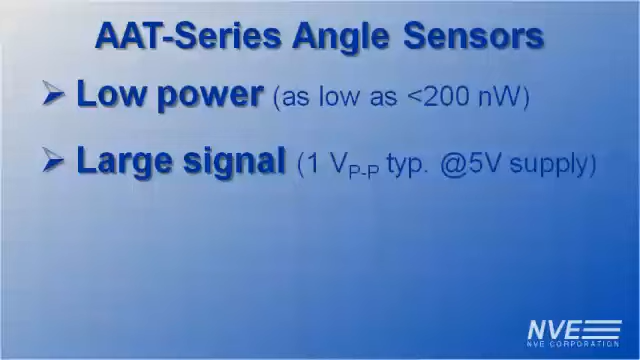 AAT-Series Angle Sensors
➢ Low power (as low as <200 nW)
➢ Large signal (1 VP-P typ. @5V supply)
NVE
NVE CORPORATION